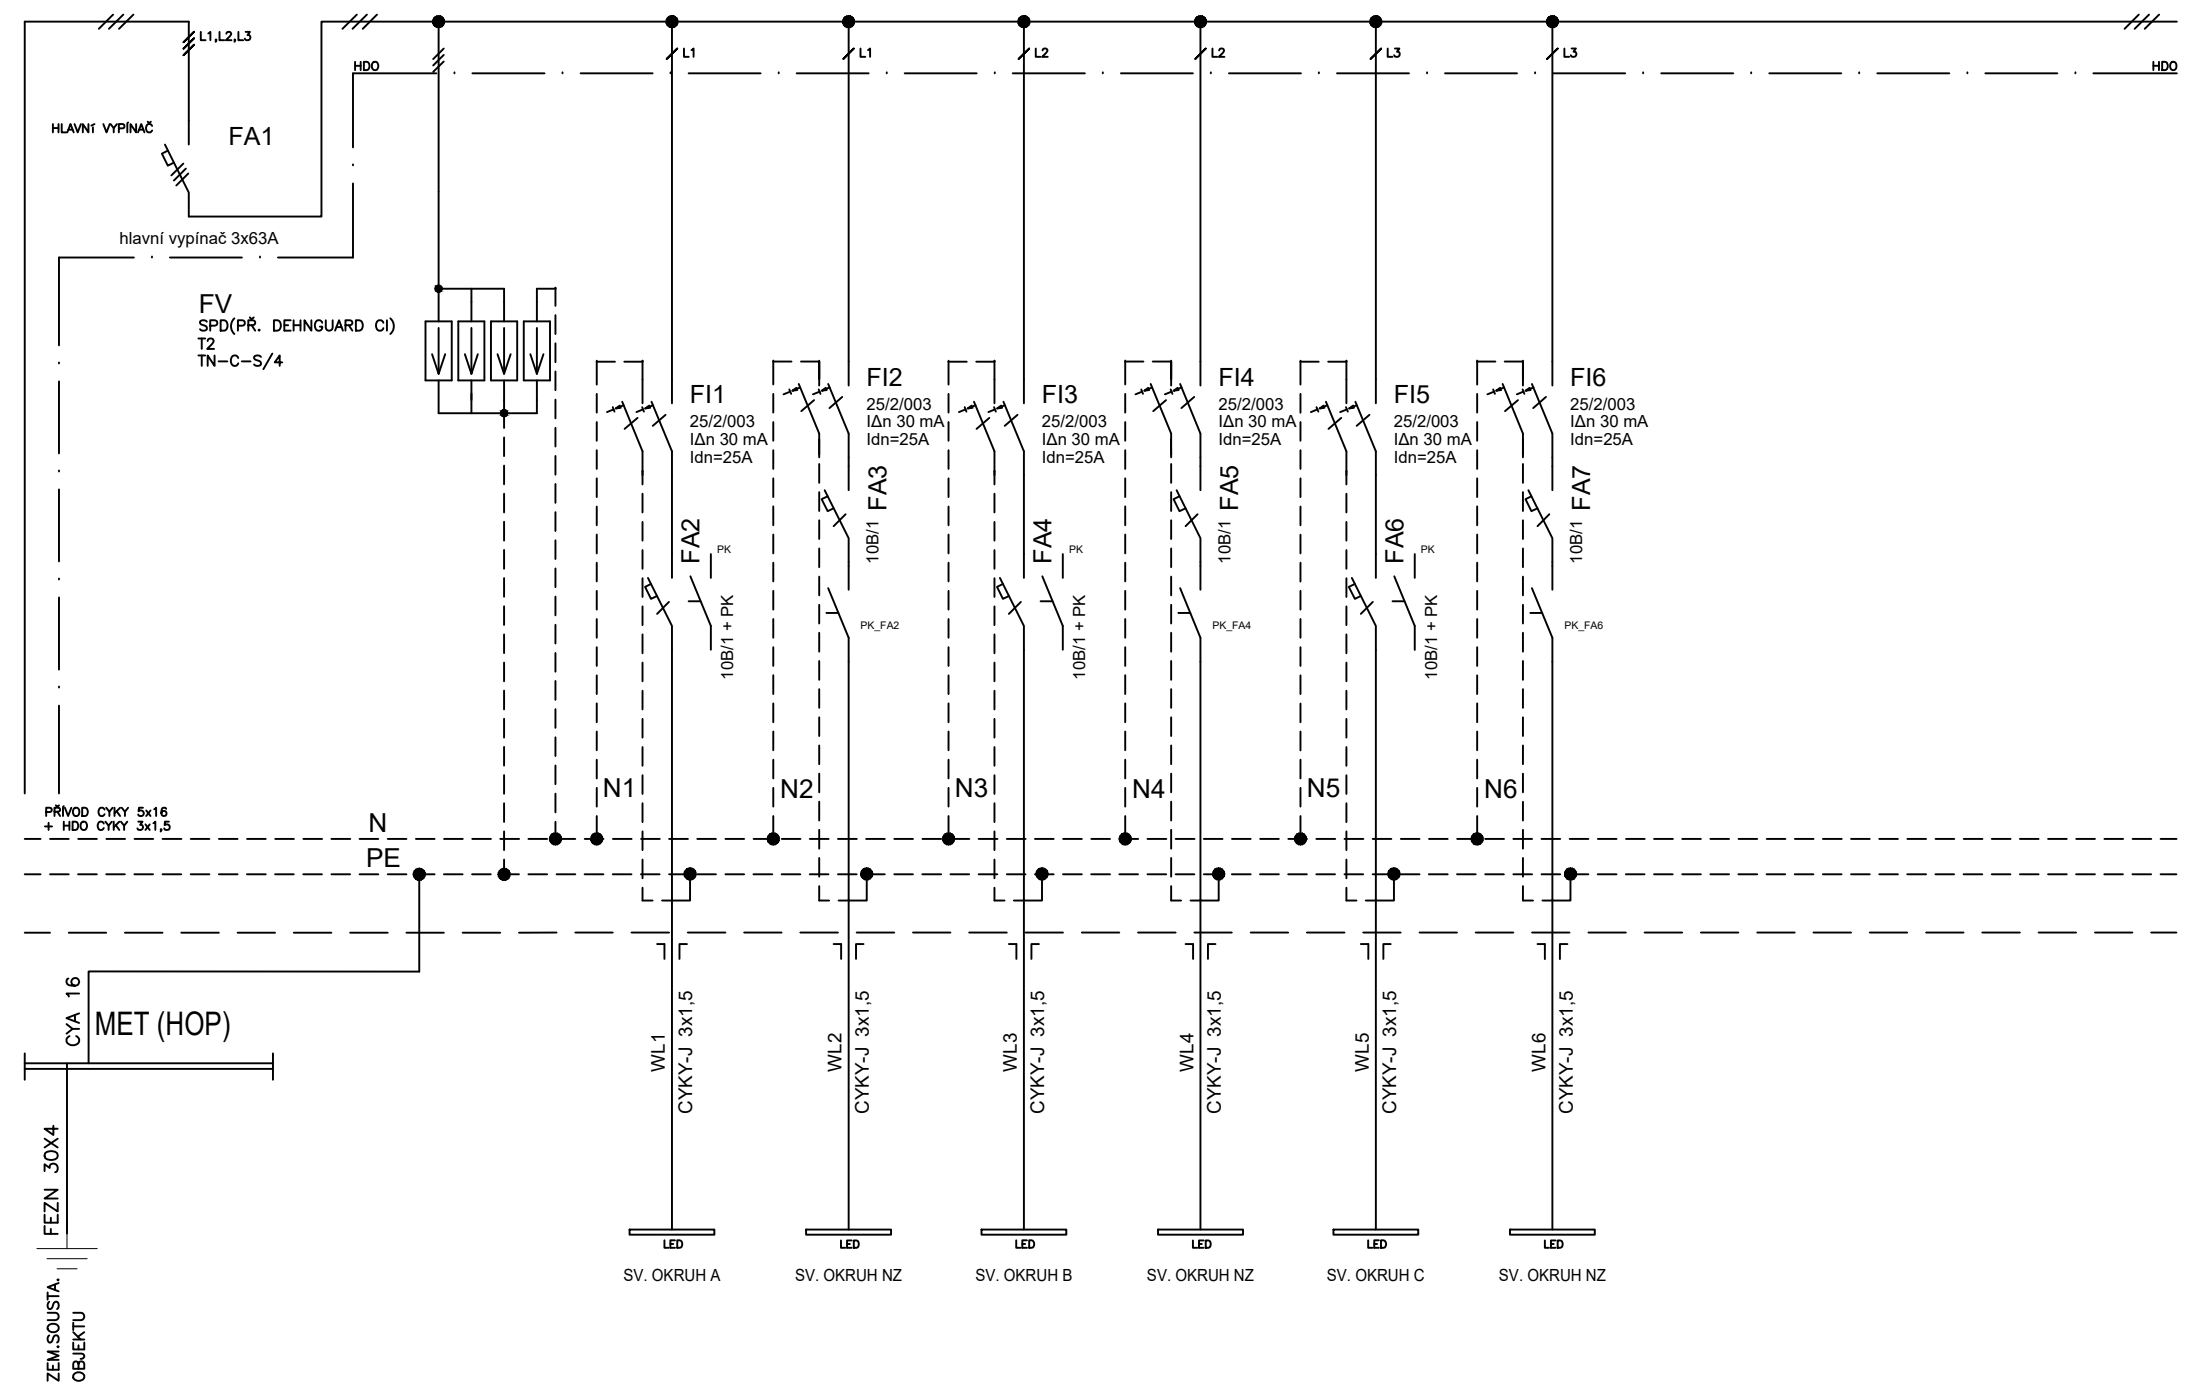 L1,L2,L3
L1
L1
L2
L2
L3
L3
HDO
HDO
HLAVNí VYPÍNAČ
FA1
hlavní vypínač 3x63A
FV
SPD(PŘ. DEHNGUARD CI)
T2
TN-C-S/4
FI1
25/2/003
IΔn 30 mA
Idn=25A
FI2
25/2/003
IΔn 30 mA
Idn=25A
FI3
25/2/003
IΔn 30 mA
Idn=25A
FI4
25/2/003
IΔn 30 mA
Idn=25A
FI5
25/2/003
IΔn 30 mA
Idn=25A
FI6
25/2/003
IΔn 30 mA
Idn=25A
FA2
PK
10B/1 + PK
FA3
10B/1
PK_FA2
FA4
PK
10B/1 + PK
FA5
10B/1
PK_FA4
FA6
PK
10B/1 + PK
FA7
10B/1
PK_FA6
N1
N2
N3
N4
N5
N6
PŘÍVOD CYKY 5x16
+ HDO CYKY 3x1,5
N
PE
CYA 16
MET (HOP)
FEZN 30X4
ZEM.SOUSTA.
OBJEKTU
WL1
CYKY-J 3x1,5
WL2
CYKY-J 3x1,5
WL3
CYKY-J 3x1,5
WL4
CYKY-J 3x1,5
WL5
CYKY-J 3x1,5
WL6
CYKY-J 3x1,5
LED
LED
LED
LED
LED
LED
SV. OKRUH A
SV. OKRUH NZ
SV. OKRUH B
SV. OKRUH NZ
SV. OKRUH C
SV. OKRUH NZ